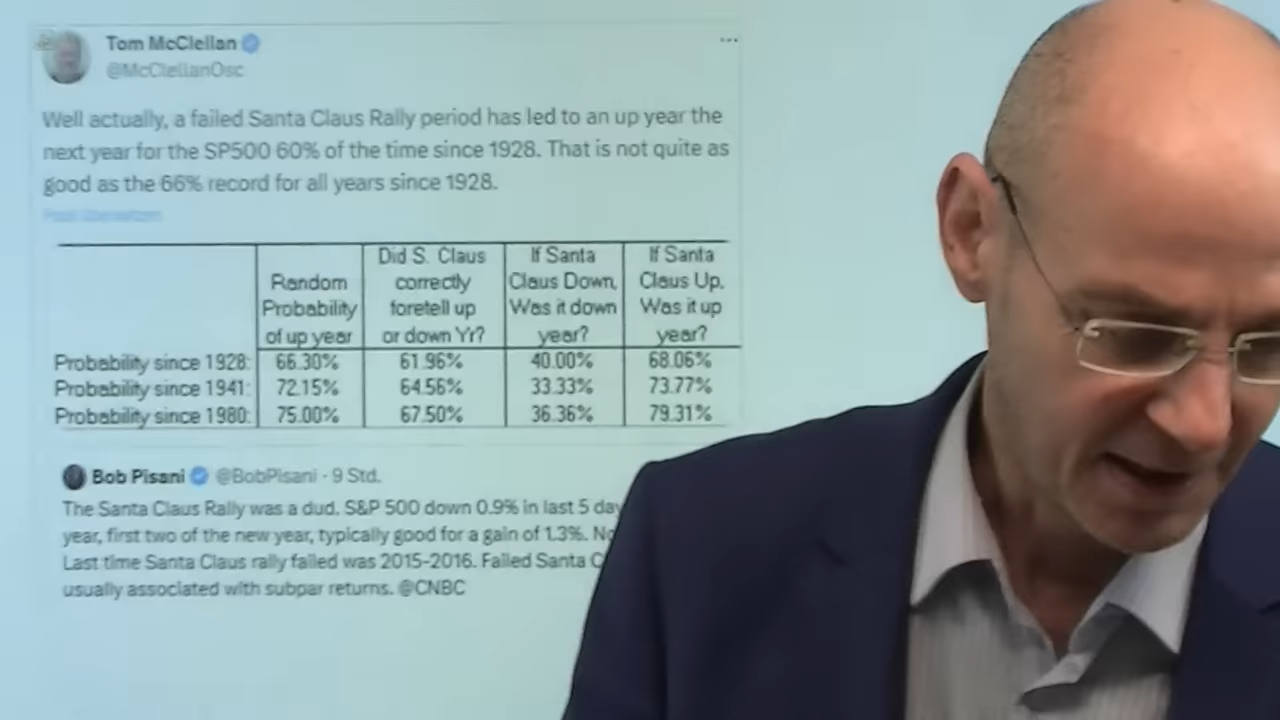 Tom McClellan
@McClellanOsc
Well actually, a failed Santa Claus Rally period has led to an up year the
next year for the SP500 60% of the time since 1928. That is not quite as
good as the 66% record for all years since 1928.
Post übersetzen
Random Probability of up year | Did S. Claus correctly foretell up or down Yr? | If Santa Claus Down, Was it down year? | If Santa Claus Up, Was it up year?
Probability since 1928: 66.30% 61.96% 40.00% 68.06%
Probability since 1941: 72.15% 64.56% 33.33% 73.77%
Probability since 1980: 75.00% 67.50% 36.36% 79.31%
Bob Pisani @BobPisani · 9 Std.
The Santa Claus Rally was a dud. S&P 500 down 0.9% in last 5
year, first two of the new year, typically good for a gain of 1.3%.
Last time Santa Claus rally failed was 2015-2016. Failed Santa
usually associated with subpar returns. @CNBC